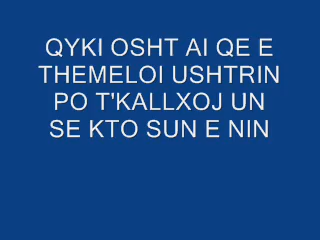 QYKI OSHT AI QE E
THEMELOI USHTRIN
PO T'KALLXOJ UN
SE KTO SUN E NIN